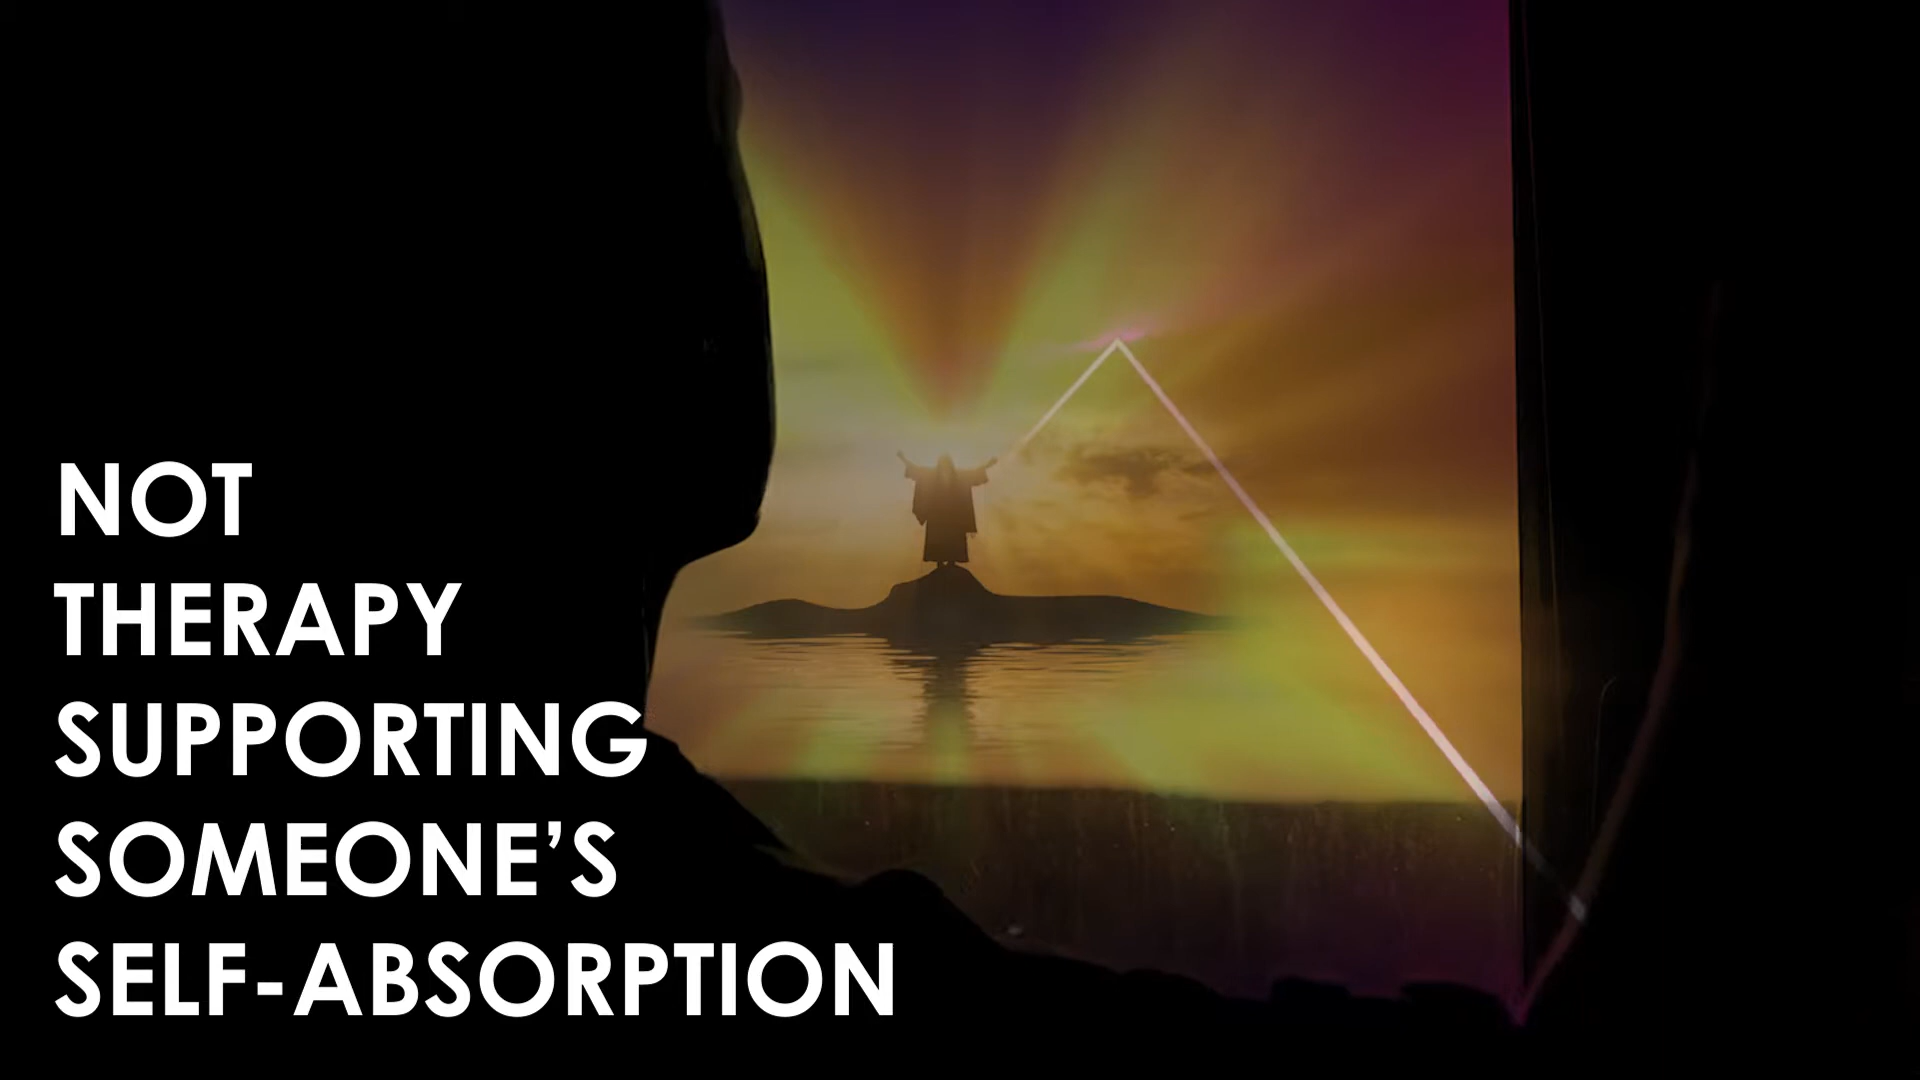 NOT
THERAPY
SUPPORTING
SOMEONE’S
SELF-ABSORPTION